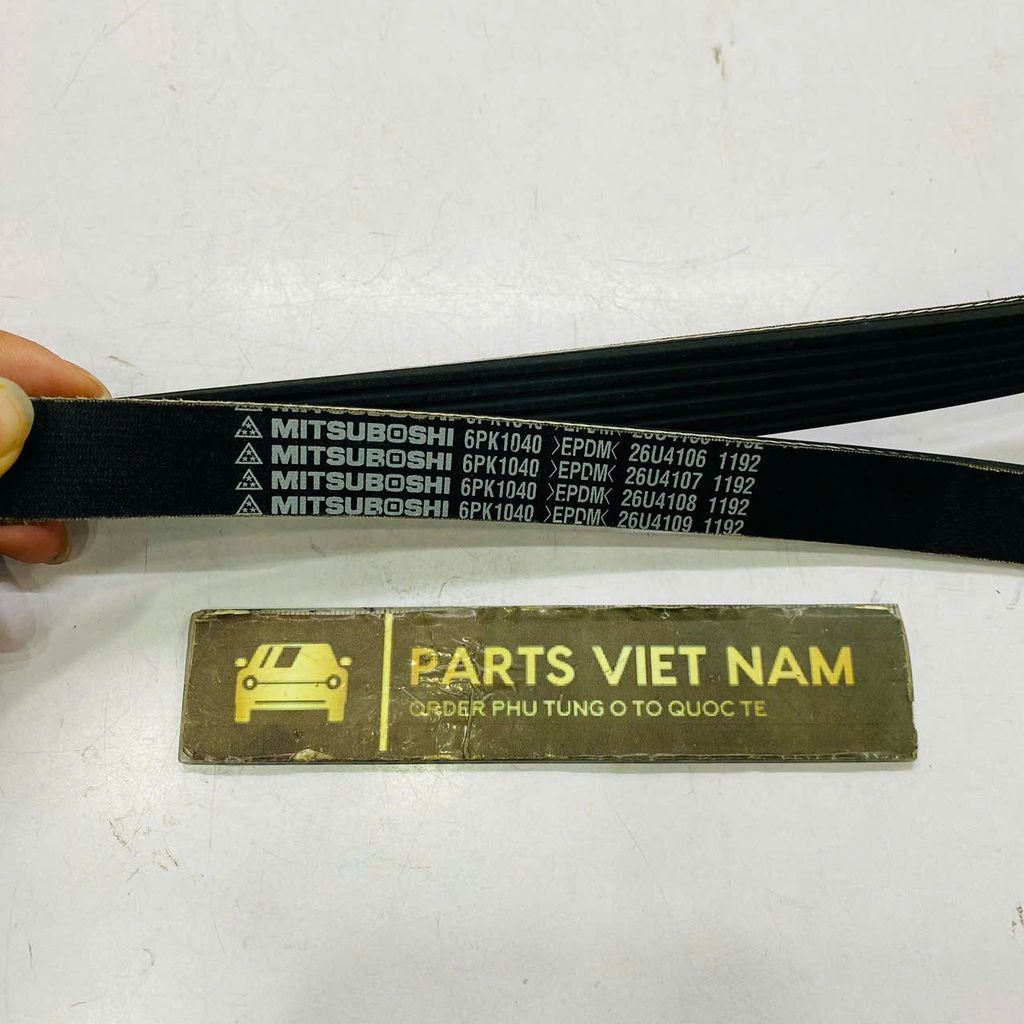 MITSUBOSHI 6PK1040 >EPDM< 26U4106 1192
MITSUBOSHI 6PK1040 >EPDM< 26U4107 1192
MITSUBOSHI 6PK1040 >EPDM< 26U4108 1192
MITSUBOSHI 6PK1040 >EPDM< 26U4109 1192
PARTS VIET NAM
ORDER PHU TUNG O TO QUOC TE